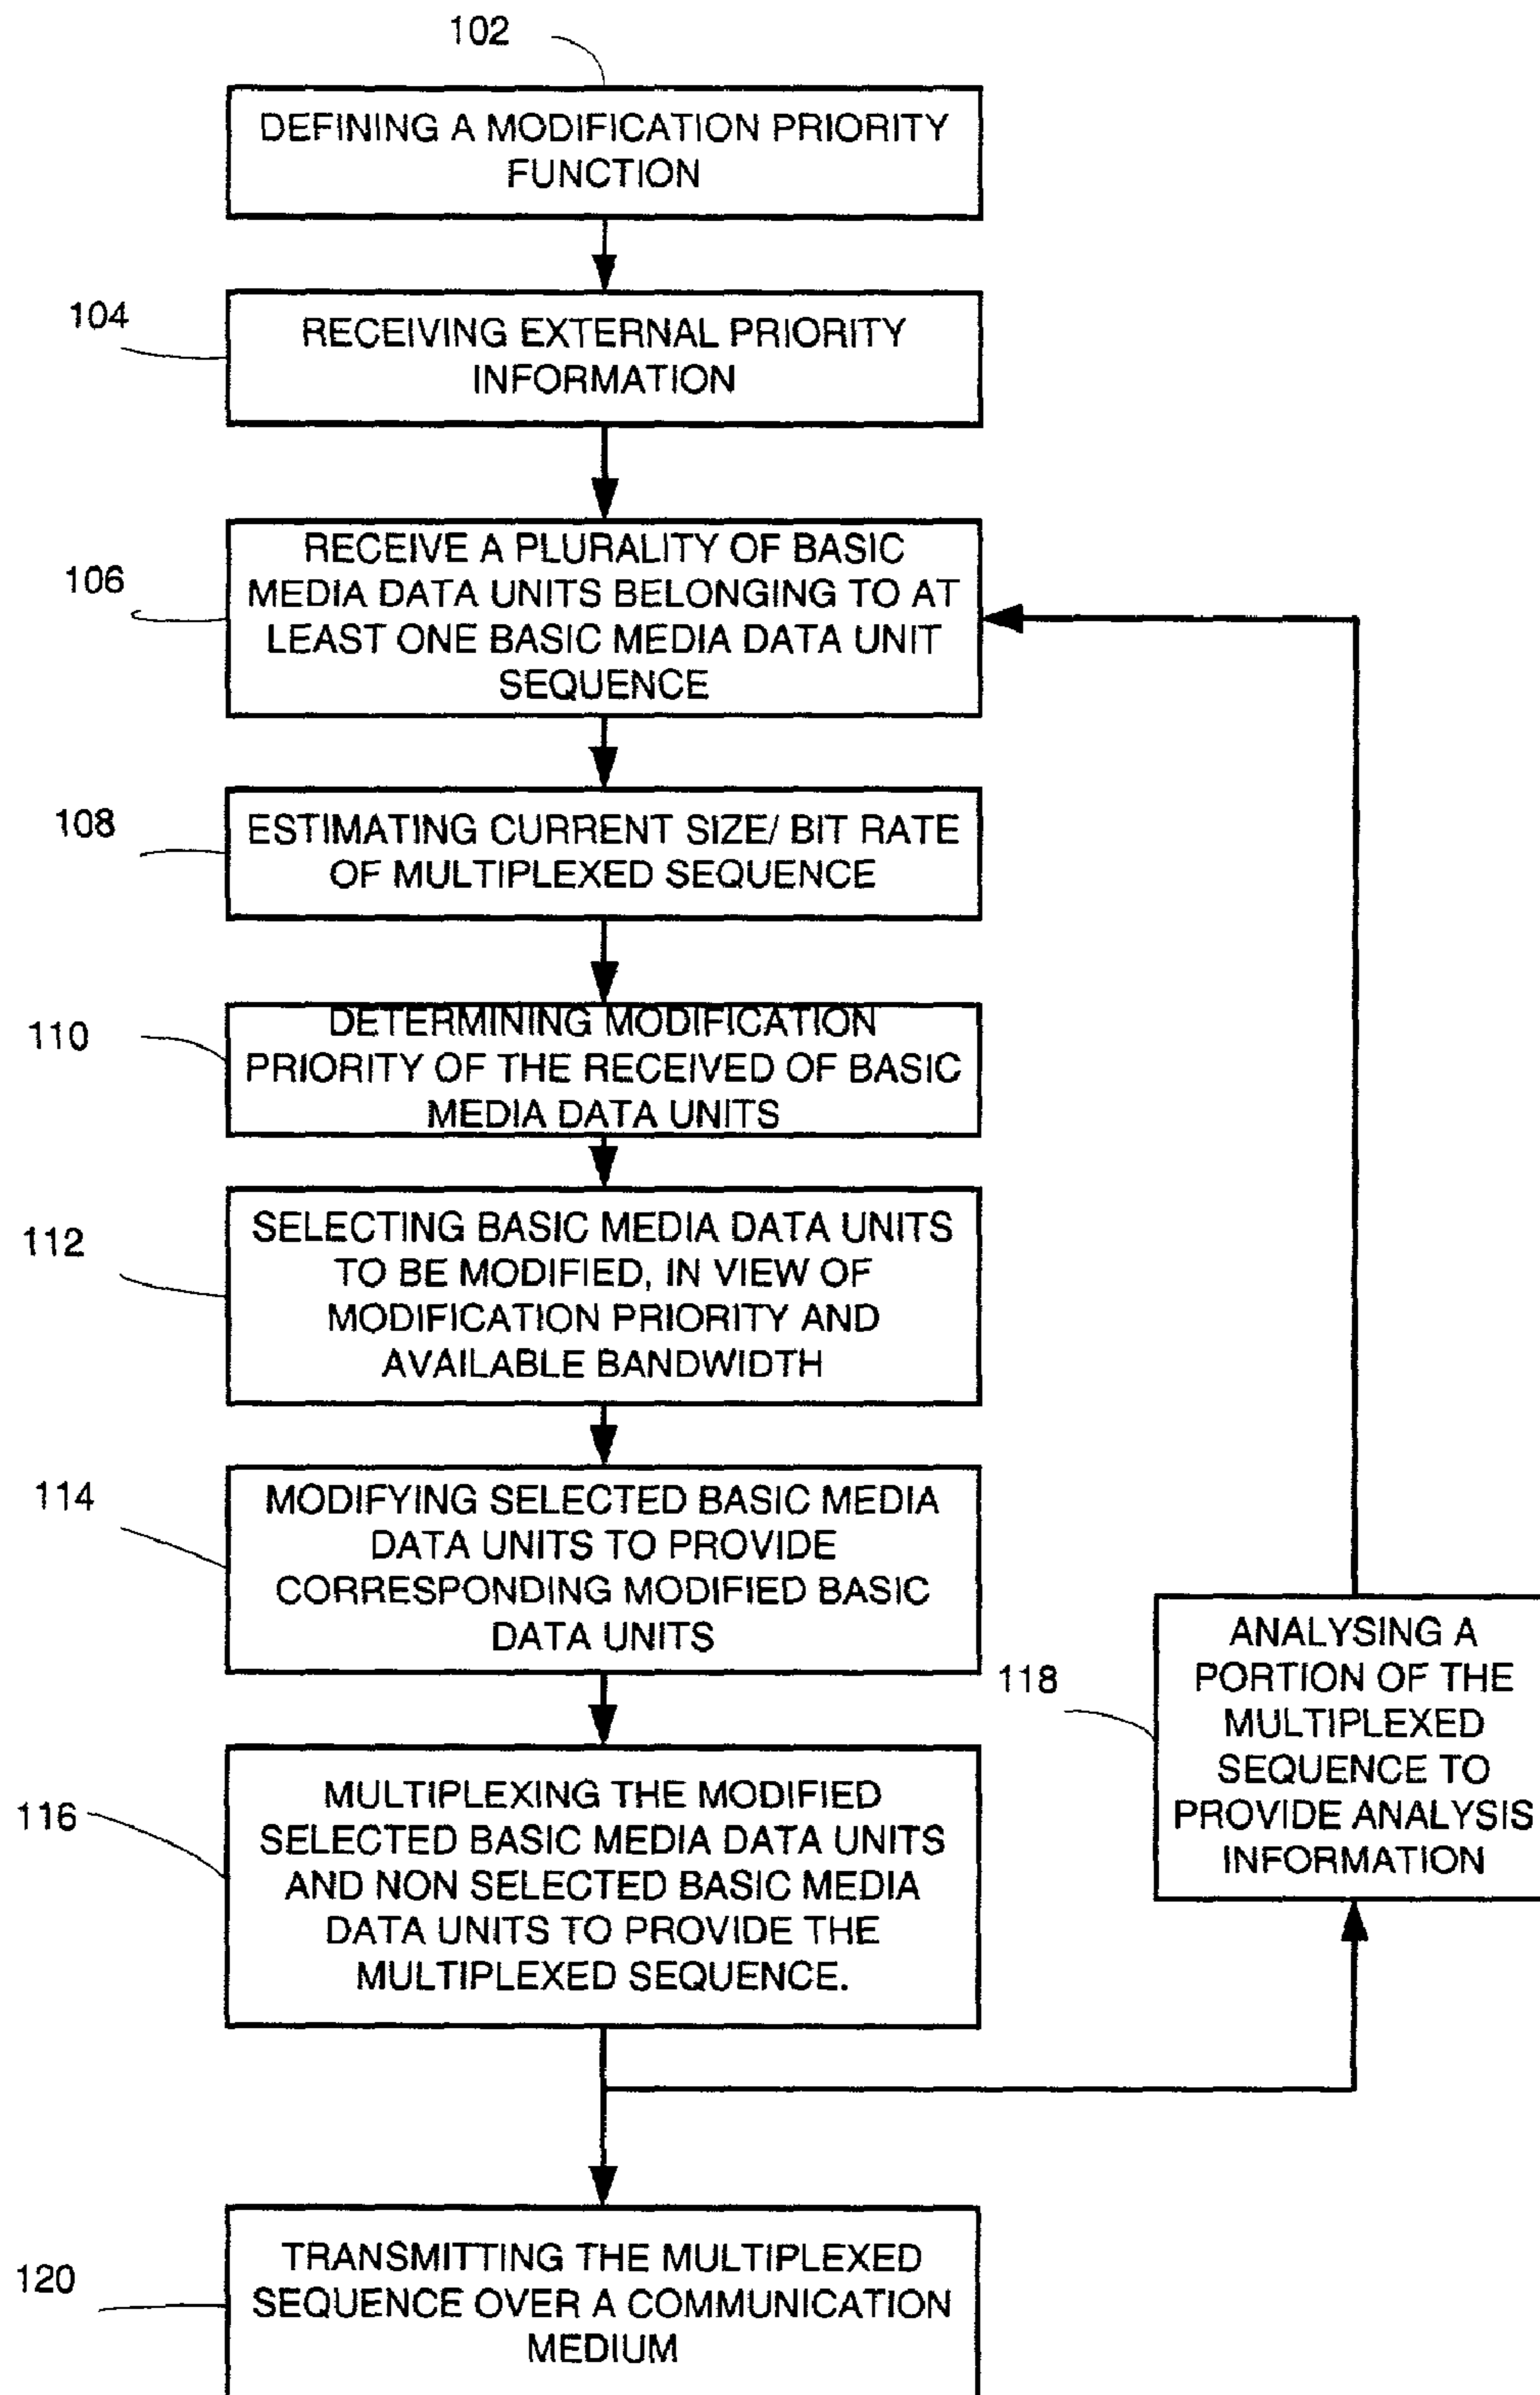 102
DEFINING A MODIFICATION PRIORITY
FUNCTION
104
RECEIVING EXTERNAL PRIORITY
INFORMATION
106
RECEIVE A PLURALITY OF BASIC
MEDIA DATA UNITS BELONGING TO AT
LEAST ONE BASIC MEDIA DATA UNIT
SEQUENCE
108
ESTIMATING CURRENT SIZE/ BIT RATE
OF MULTIPLEXED SEQUENCE
110
DETERMINING MODIFICATION
PRIORITY OF THE RECEIVED OF BASIC
MEDIA DATA UNITS
112
SELECTING BASIC MEDIA DATA UNITS
TO BE MODIFIED, IN VIEW OF
MODIFICATION PRIORITY AND
AVAILABLE BANDWIDTH
114
MODIFYING SELECTED BASIC MEDIA
DATA UNITS TO PROVIDE
CORRESPONDING MODIFIED BASIC
DATA UNITS
118
ANALYSING A
PORTION OF THE
MULTIPLEXED
SEQUENCE TO
PROVIDE ANALYSIS
INFORMATION
116
MULTIPLEXING THE MODIFIED
SELECTED BASIC MEDIA DATA UNITS
AND NON SELECTED BASIC MEDIA
DATA UNITS TO PROVIDE THE
MULTIPLEXED SEQUENCE.
120
TRANSMITTING THE MULTIPLEXED
SEQUENCE OVER A COMMUNICATION
MEDIUM